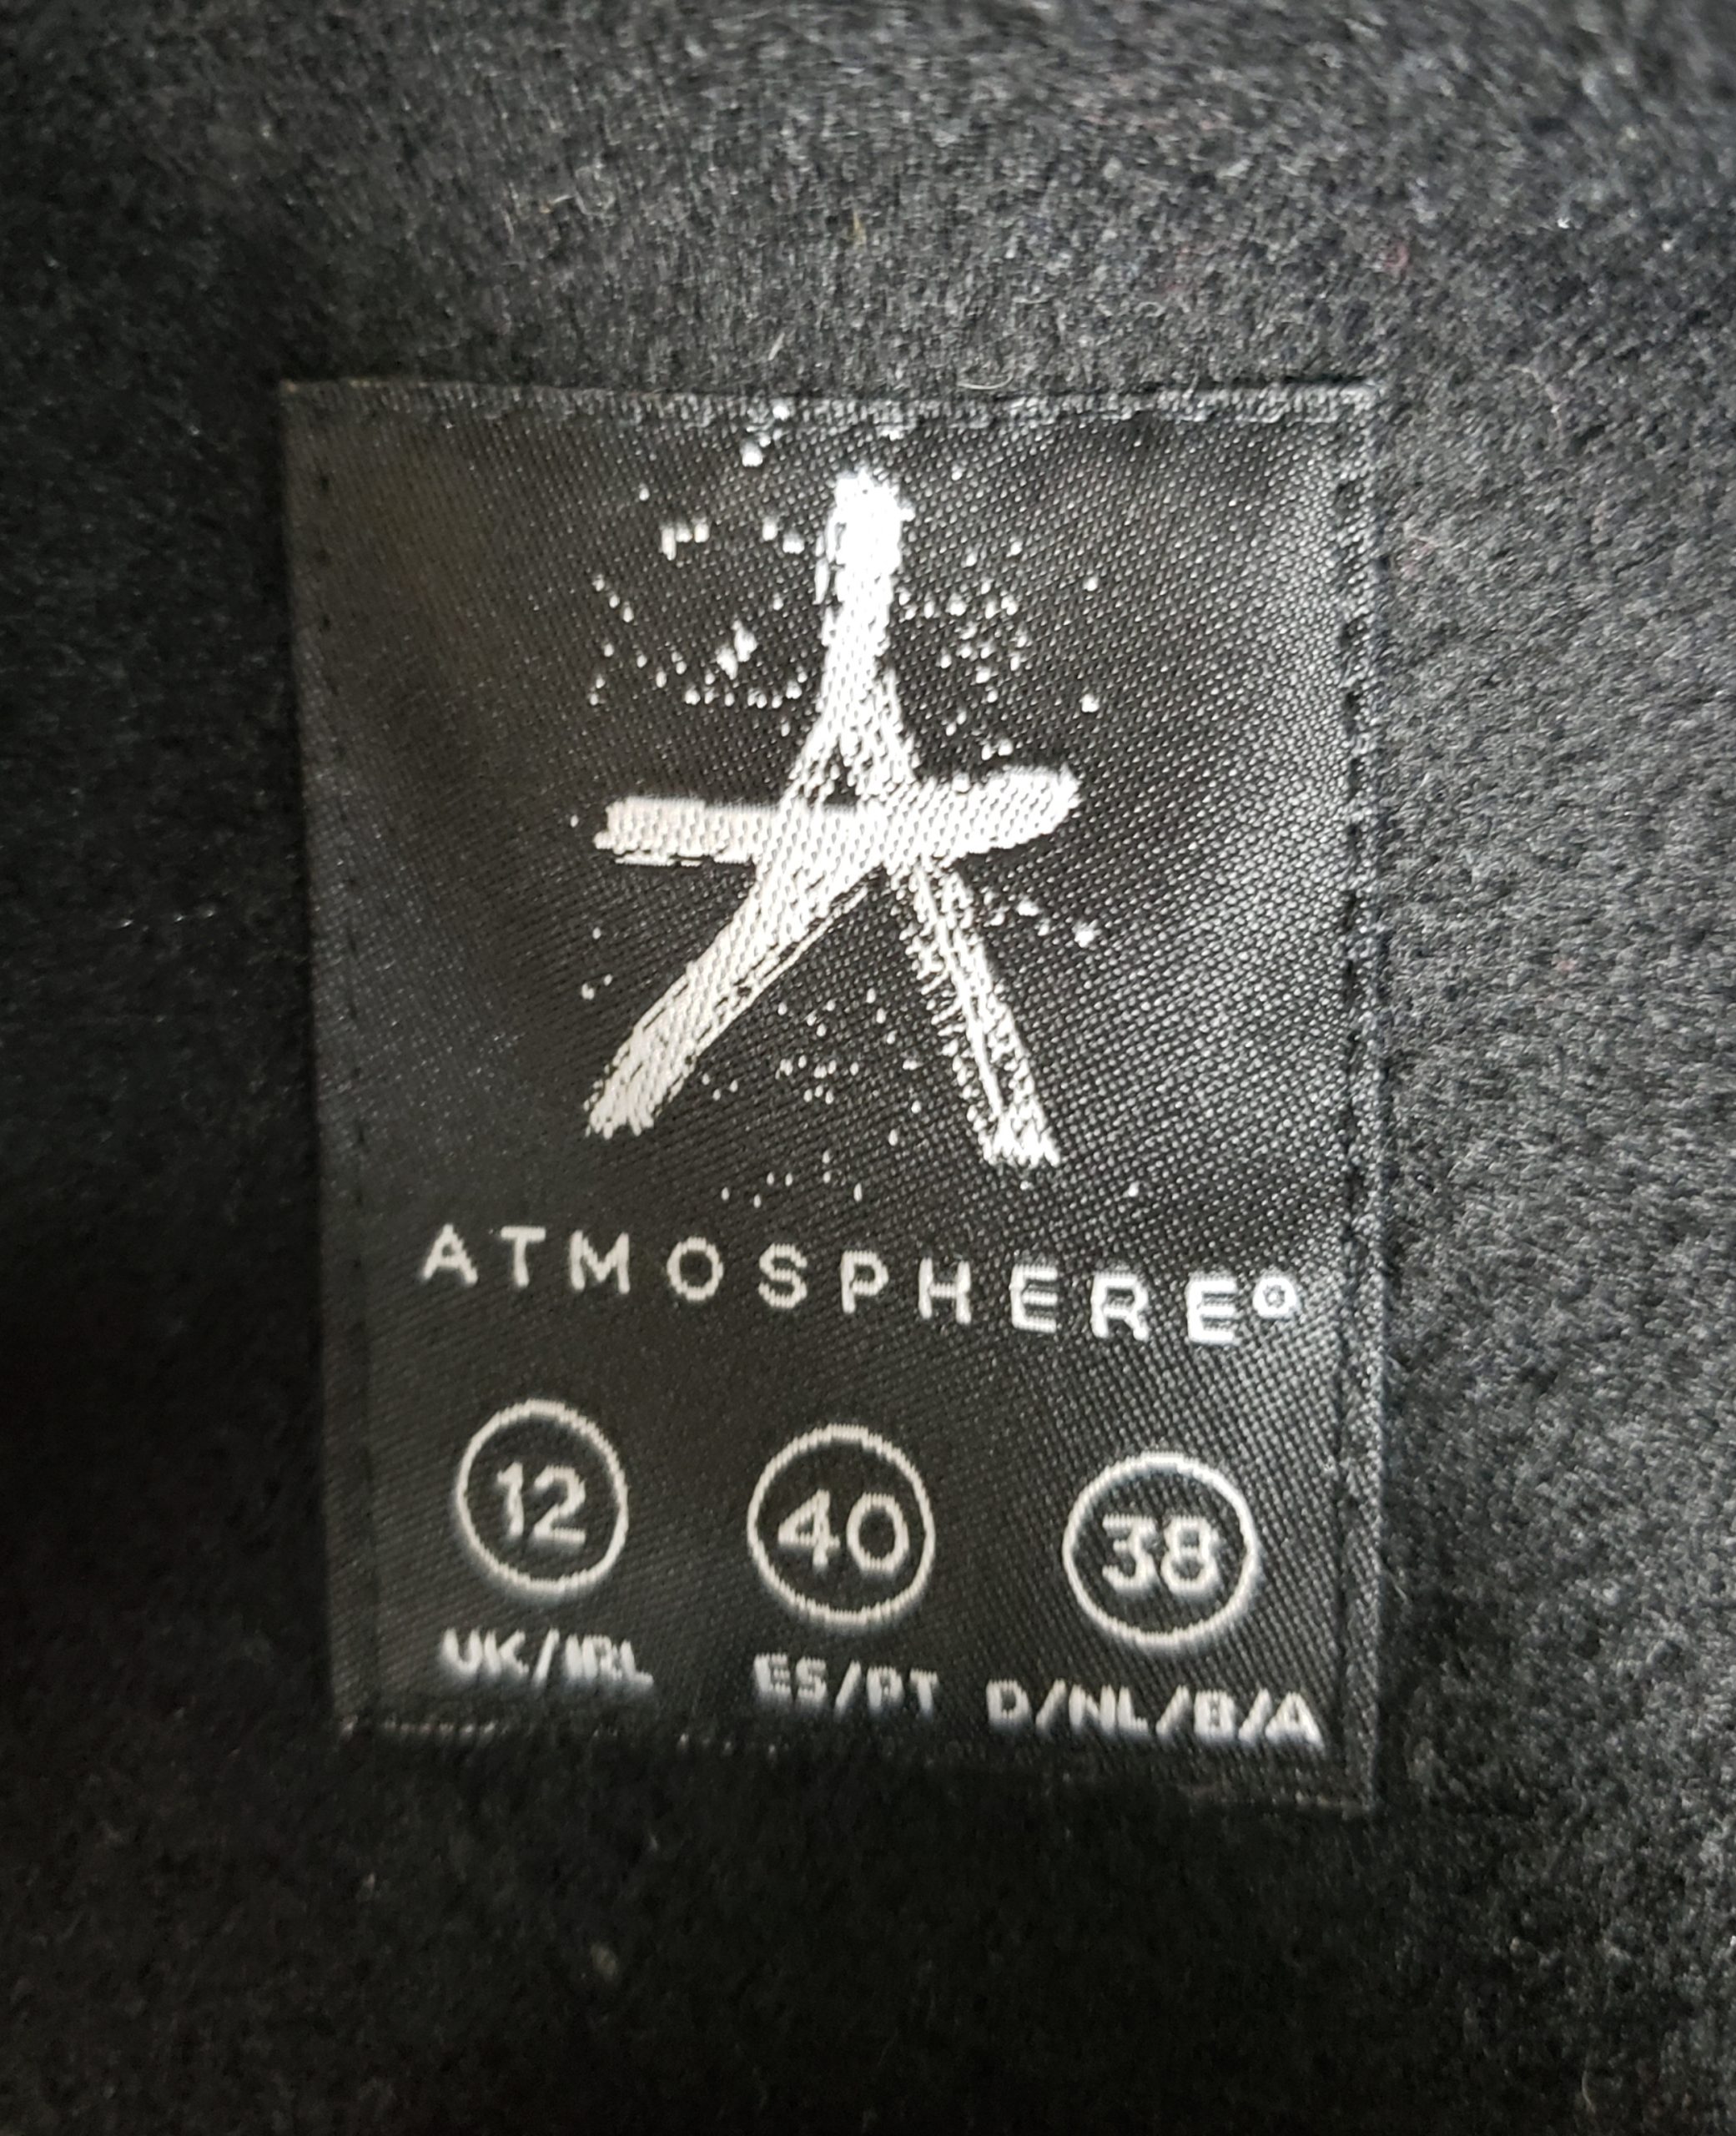 ATMOSPHERE®
12 40 38
UK/IRL ES/PT D/NL/B/A